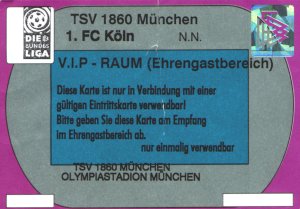 TSV 1860 München
1. FC Köln N.N.
DIE
BUNDES
LIGA
V.I.P - RAUM (Ehrengastbereich)
Diese Karte ist nur in Verbindung mit einer
gültigen Eintrittskarte verwendbar!
Bitte geben Sie diese Karte am Empfang
im Ehrengastbereich ab.
nur einmalig verwendbar
TSV 1860 MÜNCHEN
OLYMPIASTADION MÜNCHEN